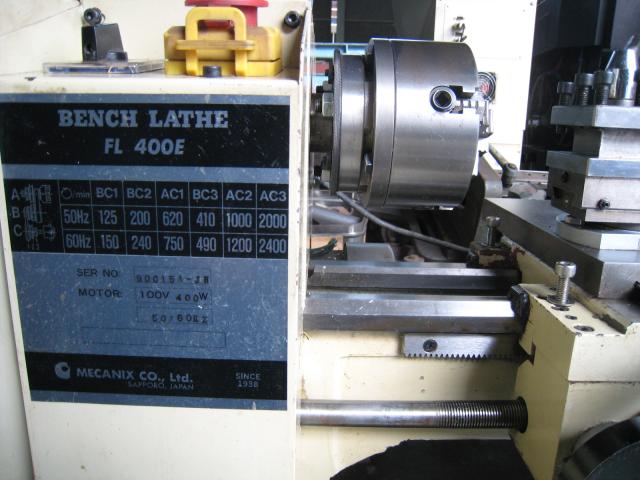 BENCH LATHE
FL 400E
A
/min BC1 BC2 AC1 BC3 AC2 AC3
B
50Hz 125 200 620 410 1000 2000
C
60Hz 150 240 750 490 1200 2400
SER NO: 900151-JH
MOTOR: 100V 400W
50/60HZ
MECANIX CO., Ltd. SINCE
SAPPORO, JAPAN 1938